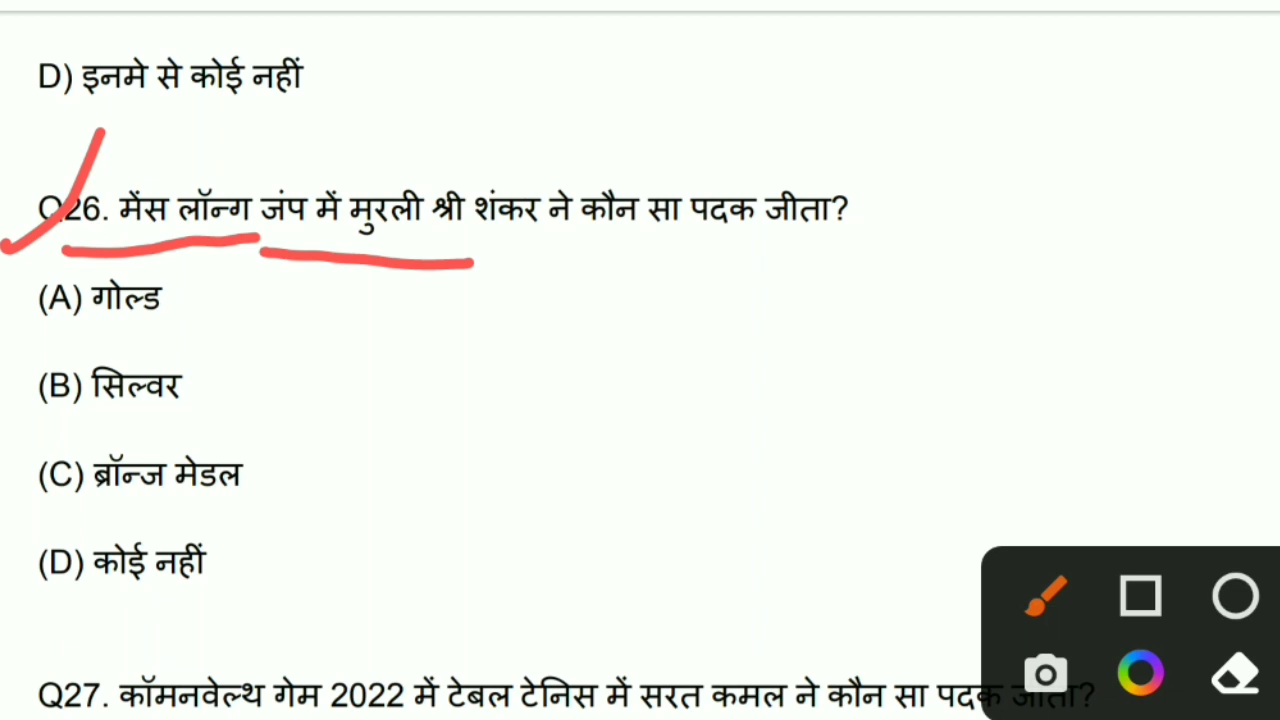 D) इनमे से कोई नहीं
Q26. मेंस लॉन्ग जंप में मुरली श्री शंकर ने कौन सा पदक जीता?
(A) गोल्ड
(B) सिल्वर
(C) ब्रॉन्ज मेडल
(D) कोई नहीं
Q27. कॉमनवेल्थ गेम 2022 में टेबल टेनिस में सरत कमल ने कौन सा पदक जीता?